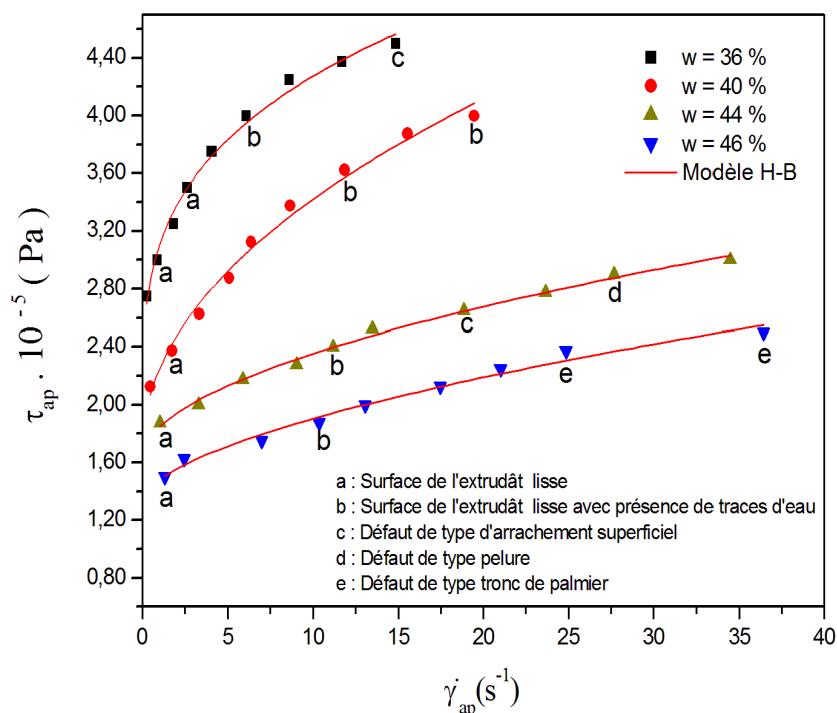 4,40
4,00
3,60
3,20
2,80
2,40
2,00
1,60
1,20
0,80
τap . 10 -5 ( Pa )
w = 36 %
w = 40 %
w = 44 %
w = 46 %
Modèle H-B
c
b
a
a
b
b
a
d
c
b
a
e
e
b
a
a : Surface de l'extrudât lisse
b : Surface de l'extrudât lisse avec présence de traces d'eau
c : Défaut de type d'arrachement superficiel
d : Défaut de type pelure
e : Défaut de type tronc de palmier
0 5 10 15 20 25 30 35 40
γ̇ap(s-1)